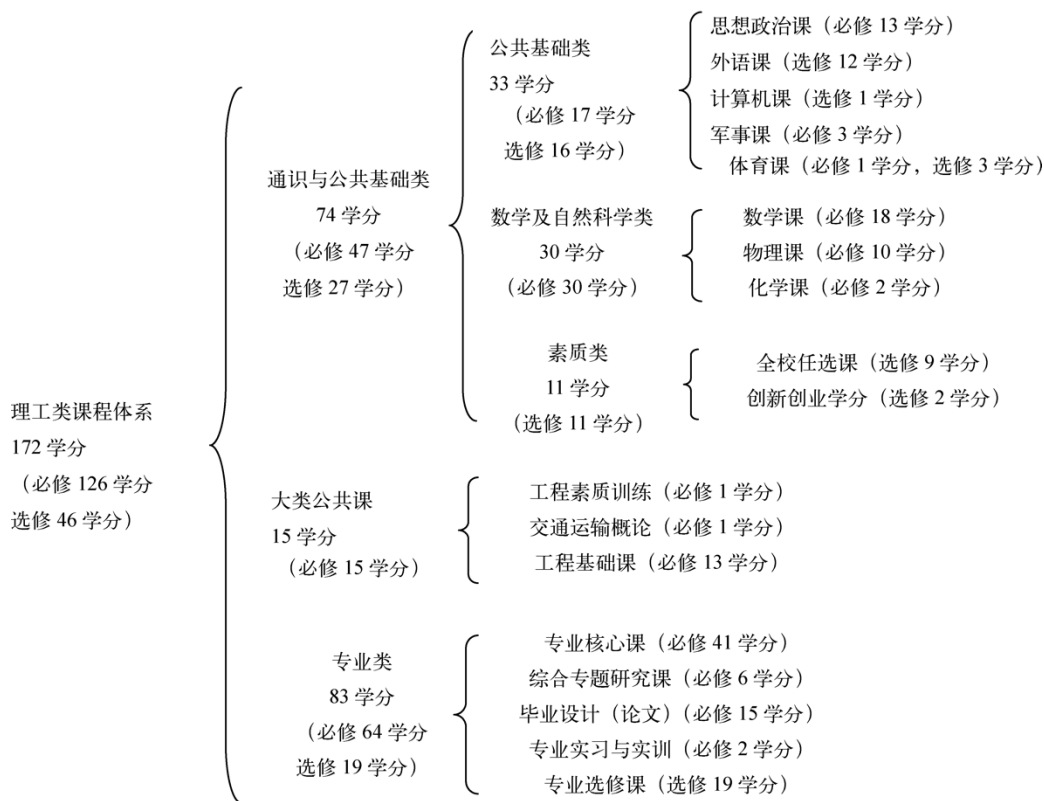 理工类课程体系
172 学分
（必修 126 学分
选修 46 学分）
通识与公共基础类
74 学分
（必修 47 学分
选修 27 学分）
公共基础类
33 学分
（必修 17 学分
选修 16 学分）
思想政治课（必修 13 学分）
外语课（选修 12 学分）
计算机课（选修 1 学分）
军事课（必修 3 学分）
体育课（必修 1 学分，选修 3 学分）
数学及自然科学类
30 学分
（必修 30 学分）
数学课（必修 18 学分）
物理课（必修 10 学分）
化学课（必修 2 学分）
素质类
11 学分
（选修 11 学分）
全校任选课（选修 9 学分）
创新创业学分（选修 2 学分）
大类公共课
15 学分
（必修 15 学分）
工程素质训练（必修 1 学分）
交通运输概论（必修 1 学分）
工程基础课（必修 13 学分）
专业类
83 学分
（必修 64 学分
选修 19 学分）
专业核心课（必修 41 学分）
综合专题研究课（必修 6 学分）
毕业设计（论文）（必修 15 学分）
专业实习与实训（必修 2 学分）
专业选修课（选修 19 学分）